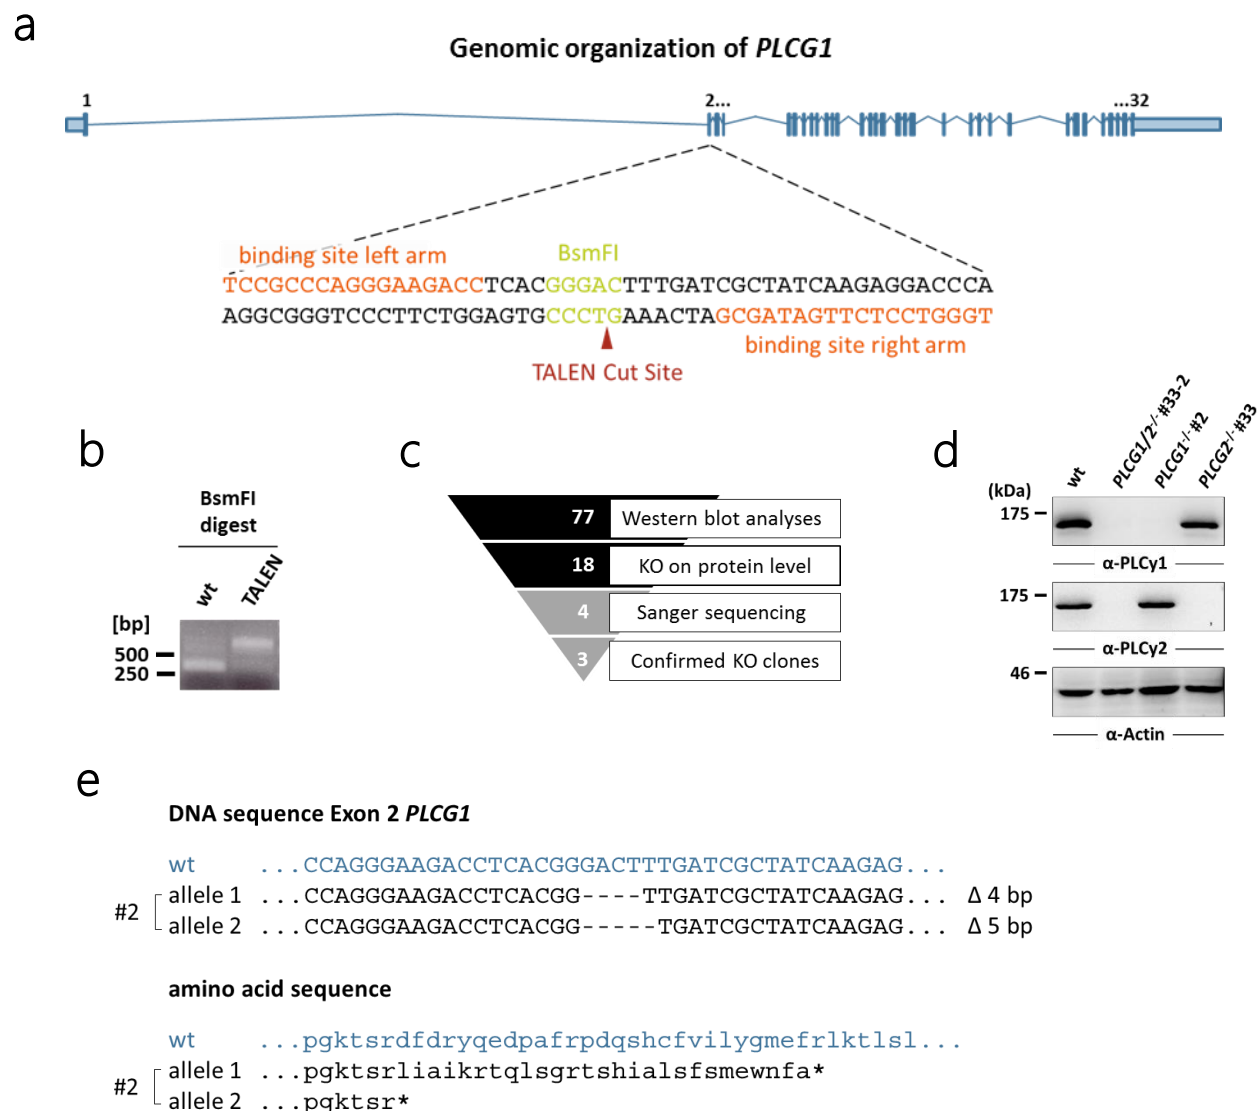 a
Genomic organization of PLCG1
1 2... ...32
binding site left arm BsmFI
TCCGCCCAGGGAAGACCTCACGGGACTTTGATCGCTATCAAGAGGACCCA
AGGCGGGTCCCTTCTGGAGTGCCCTGAAACTAGCGATAGTTCTCCTGGGT
binding site right arm
TALEN Cut Site
b
BsmFI
digest
wt TALEN
[bp]
500
250
c
77 Western blot analyses
18 KO on protein level
4 Sanger sequencing
3 Confirmed KO clones
d
wt PLCG1/2-/-#33-2 PLCG1-/-#2 PLCG2-/-#33
(kDa)
175
α-PLCy1
175
α-PLCy2
46
α-Actin
e
DNA sequence Exon 2 PLCG1
wt ...CCAGGGAAGACCTCACGGGACTTTGATCGCTATCAAGAG...
#2 allele 1 ...CCAGGGAAGACCTCACGG----TTGATCGCTATCAAGAG... Δ 4 bp
allele 2 ...CCAGGGAAGACCTCACGG-----TGATCGCTATCAAGAG... Δ 5 bp
amino acid sequence
wt ...pgktsrdfdryqedpafrpdqshcfvilygmefrlktlsl...
#2 allele 1 ...pgktsrliaikrtqlsgrtshialsfsmewnfa*
allele 2 ...pgktsr*